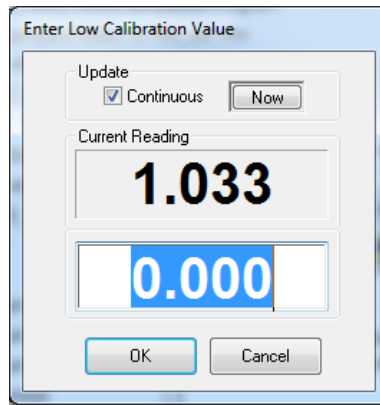 Enter Low Calibration Value
Update
Continuous Now
Current Reading
1.033
0.000
OK Cancel